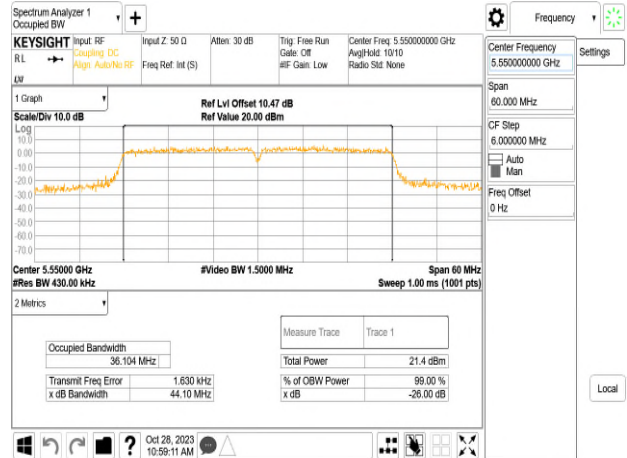 Spectrum Analyzer 1
Occupied BW
Frequency
KEYSIGHT
Input: RF
Coupling: DC
Align: Auto/No RF
Input Z: 50 Ω
Freq Ref: Int (S)
Atten: 30 dB
Trig: Free Run
Gate: Off
#IF Gain: Low
Center Freq: 5.550000000 GHz
Avg|Hold: 10/10
Radio Std: None
RL
LXI
Center Frequency
5.550000000 GHz
Settings
Span
60.000 MHz
CF Step
6.000000 MHz
Auto
Man
Freq Offset
0 Hz
1 Graph
Scale/Div 10.0 dB
Ref Lvl Offset 10.47 dB
Ref Value 20.00 dBm
Log
10.0
0.00
-10.0
-20.0
-30.0
-40.0
-50.0
-60.0
-70.0
Center 5.55000 GHz
#Video BW 1.5000 MHz
Span 60 MHz
#Res BW 430.00 kHz
Sweep 1.00 ms (1001 pts)
2 Metrics
Measure Trace
Trace 1
Occupied Bandwidth
36.104 MHz
Total Power
21.4 dBm
Transmit Freq Error
1.630 kHz
% of OBW Power
99.00 %
x dB Bandwidth
44.10 MHz
x dB
-26.00 dB
Local
?
Oct 28, 2023
10:59:11 AM